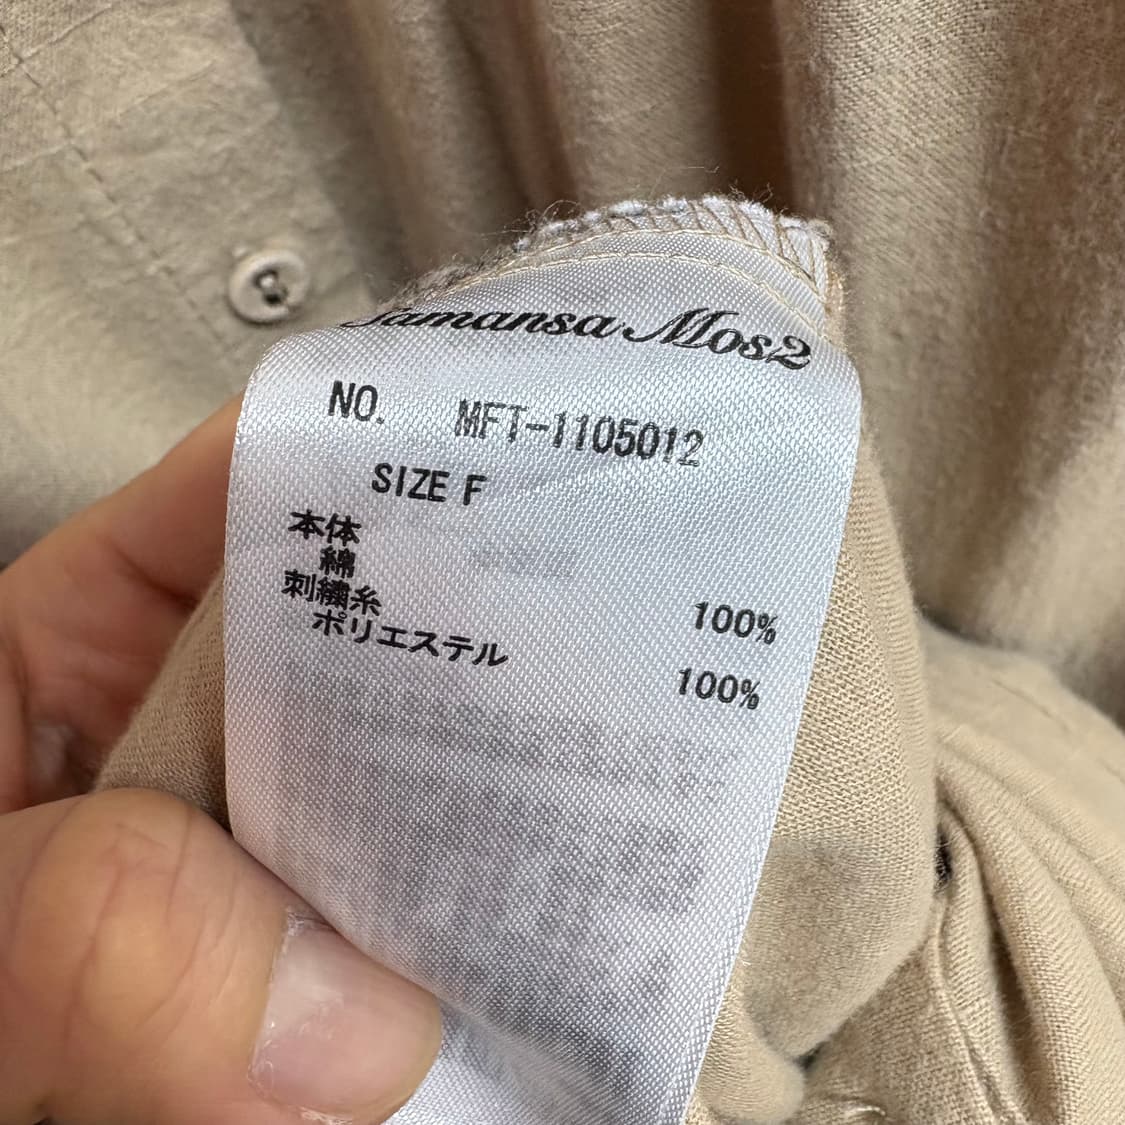 Samansa Mos2
NO. MFT-1105012
SIZE F
本体
綿 100%
刺繍糸
ポリエステル 100%